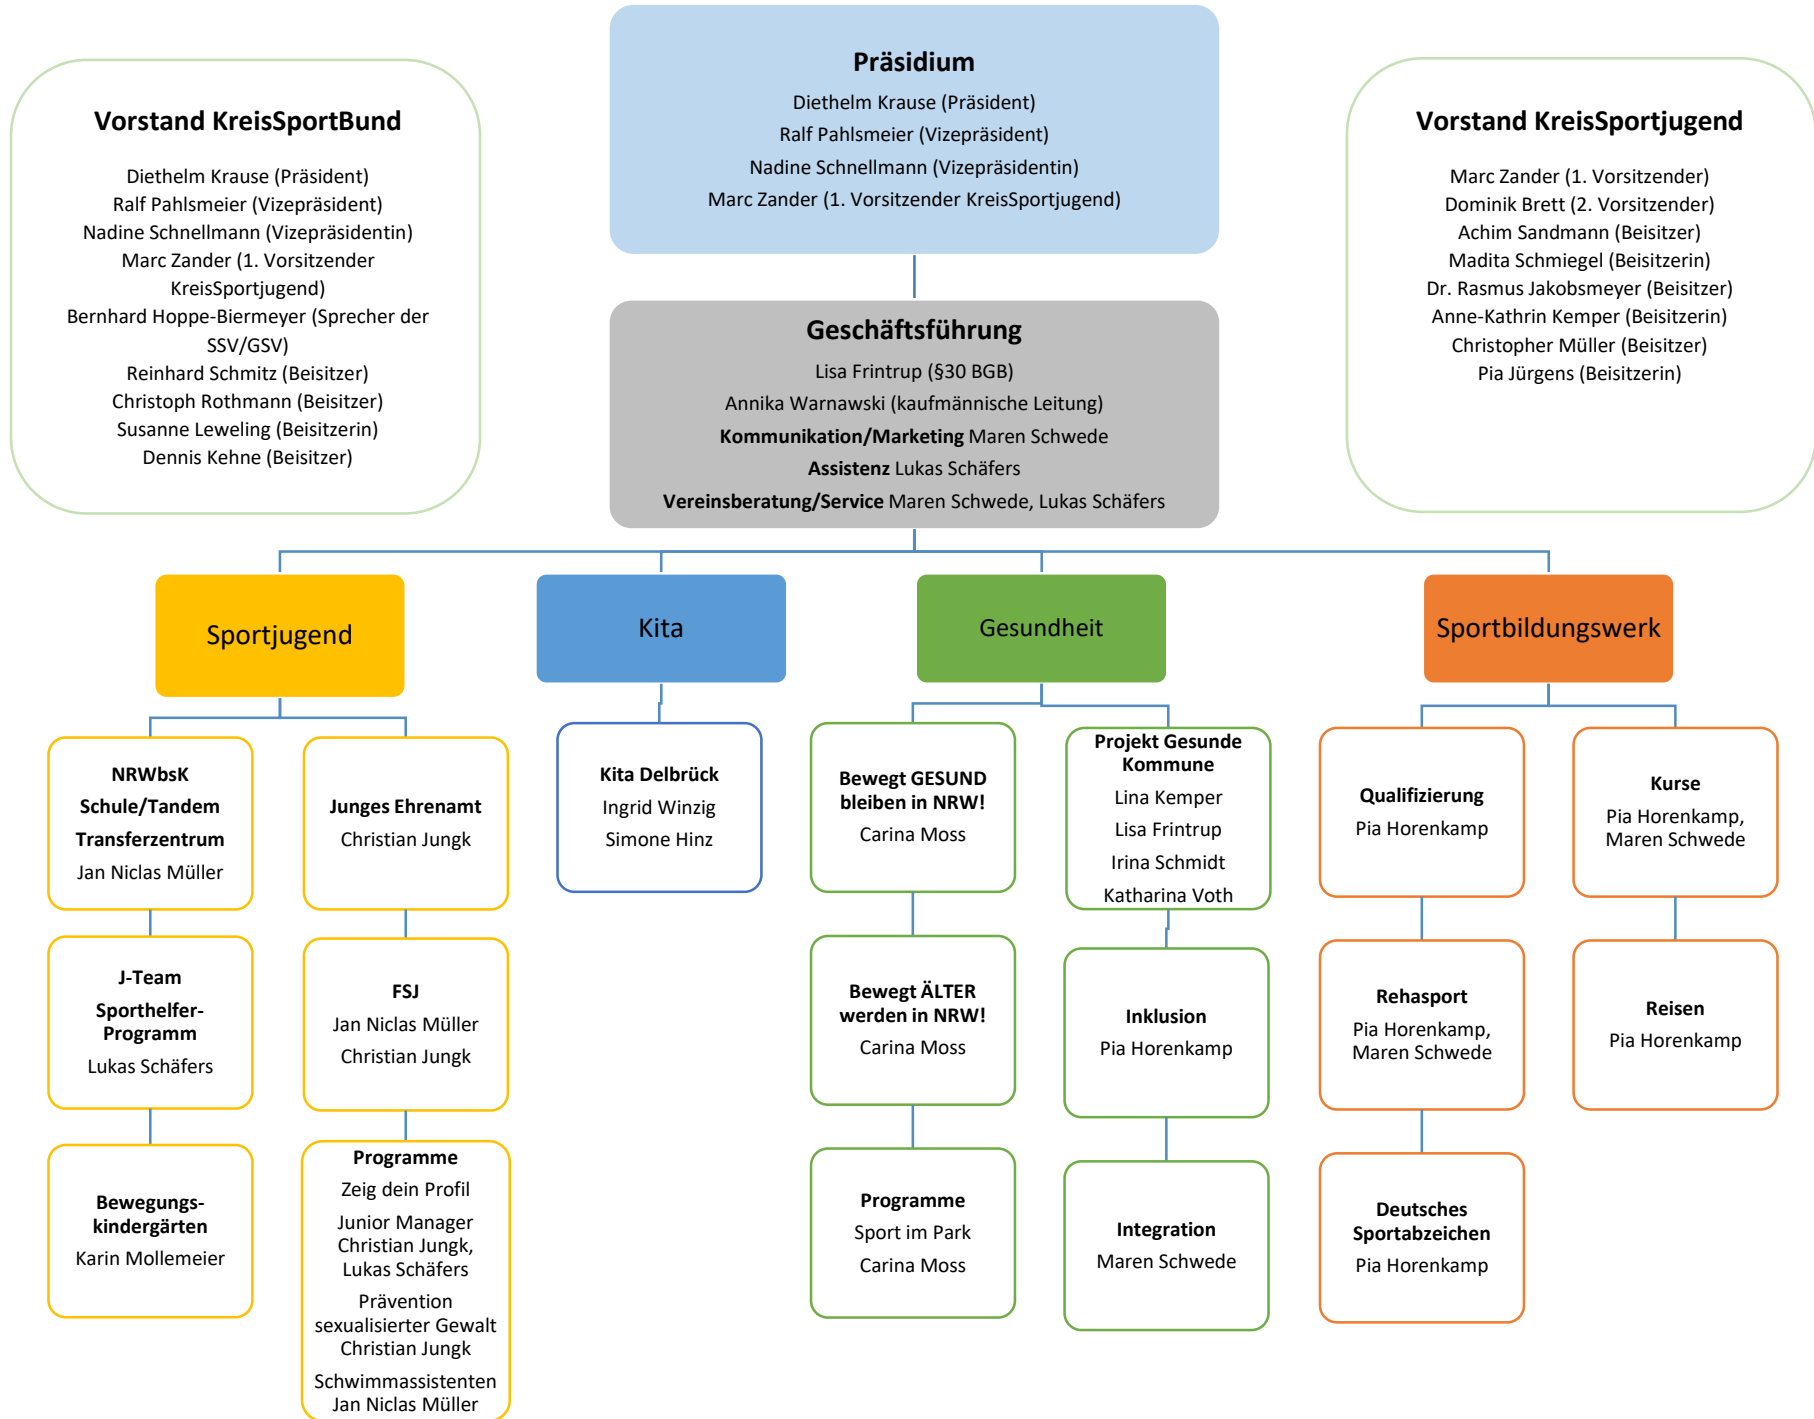 Präsidium
Diethelm Krause (Präsident)
Ralf Pahlsmeier (Vizepräsident)
Nadine Schnellmann (Vizepräsidentin)
Marc Zander (1. Vorsitzender KreisSportjugend)
Vorstand KreisSportBund
Diethelm Krause (Präsident)
Ralf Pahlsmeier (Vizepräsident)
Nadine Schnellmann (Vizepräsidentin)
Marc Zander (1. Vorsitzender
KreisSportjugend)
Bernhard Hoppe-Biermeyer (Sprecher der
SSV/GSV)
Reinhard Schmitz (Beisitzer)
Christoph Rothmann (Beisitzer)
Susanne Leweling (Beisitzerin)
Dennis Kehne (Beisitzer)
Vorstand KreisSportjugend
Marc Zander (1. Vorsitzender)
Dominik Brett (2. Vorsitzender)
Achim Sandmann (Beisitzer)
Madita Schmiegel (Beisitzerin)
Dr. Rasmus Jakobsmeyer (Beisitzer)
Anne-Kathrin Kemper (Beisitzerin)
Christopher Müller (Beisitzer)
Pia Jürgens (Beisitzerin)
Geschäftsführung
Lisa Frintrup (§30 BGB)
Annika Warnawski (kaufmännische Leitung)
Kommunikation/Marketing Maren Schwede
Assistenz Lukas Schäfers
Vereinsberatung/Service Maren Schwede, Lukas Schäfers
Sportjugend
Kita
Gesundheit
Sportbildungswerk
NRWbsK
Schule/Tandem
Transferzentrum
Jan Niclas Müller
Junges Ehrenamt
Christian Jungk
Kita Delbrück
Ingrid Winzig
Simone Hinz
Bewegt GESUND
bleiben in NRW!
Carina Moss
Projekt Gesunde
Kommune
Lina Kemper
Lisa Frintrup
Irina Schmidt
Katharina Voth
Qualifizierung
Pia Horenkamp
Kurse
Pia Horenkamp,
Maren Schwede
J-Team
Sporthelfer-
Programm
Lukas Schäfers
FSJ
Jan Niclas Müller
Christian Jungk
Bewegt ÄLTER
werden in NRW!
Carina Moss
Inklusion
Pia Horenkamp
Rehasport
Pia Horenkamp,
Maren Schwede
Reisen
Pia Horenkamp
Bewegungs-
kindergärten
Karin Mollemeier
Programme
Zeig dein Profil
Junior Manager
Christian Jungk,
Lukas Schäfers
Prävention
sexualisierter Gewalt
Christian Jungk
Schwimmassistenten
Jan Niclas Müller
Programme
Sport im Park
Carina Moss
Integration
Maren Schwede
Deutsches
Sportabzeichen
Pia Horenkamp